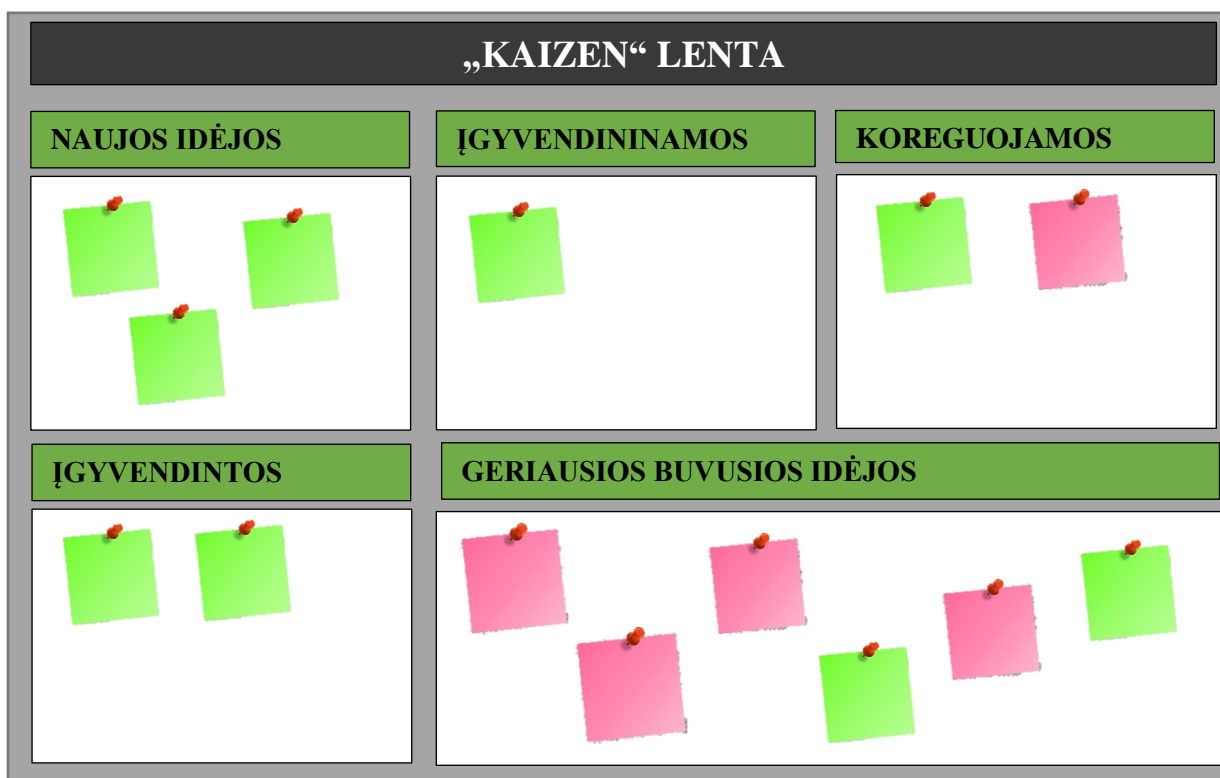 „KAIZEN“ LENTA
NAUJOS IDĖJOS
ĮGYVENDININAMOS
KOREGUOJAMOS
ĮGYVENDINTOS
GERIAUSIOS BUVUSIOS IDĖJOS